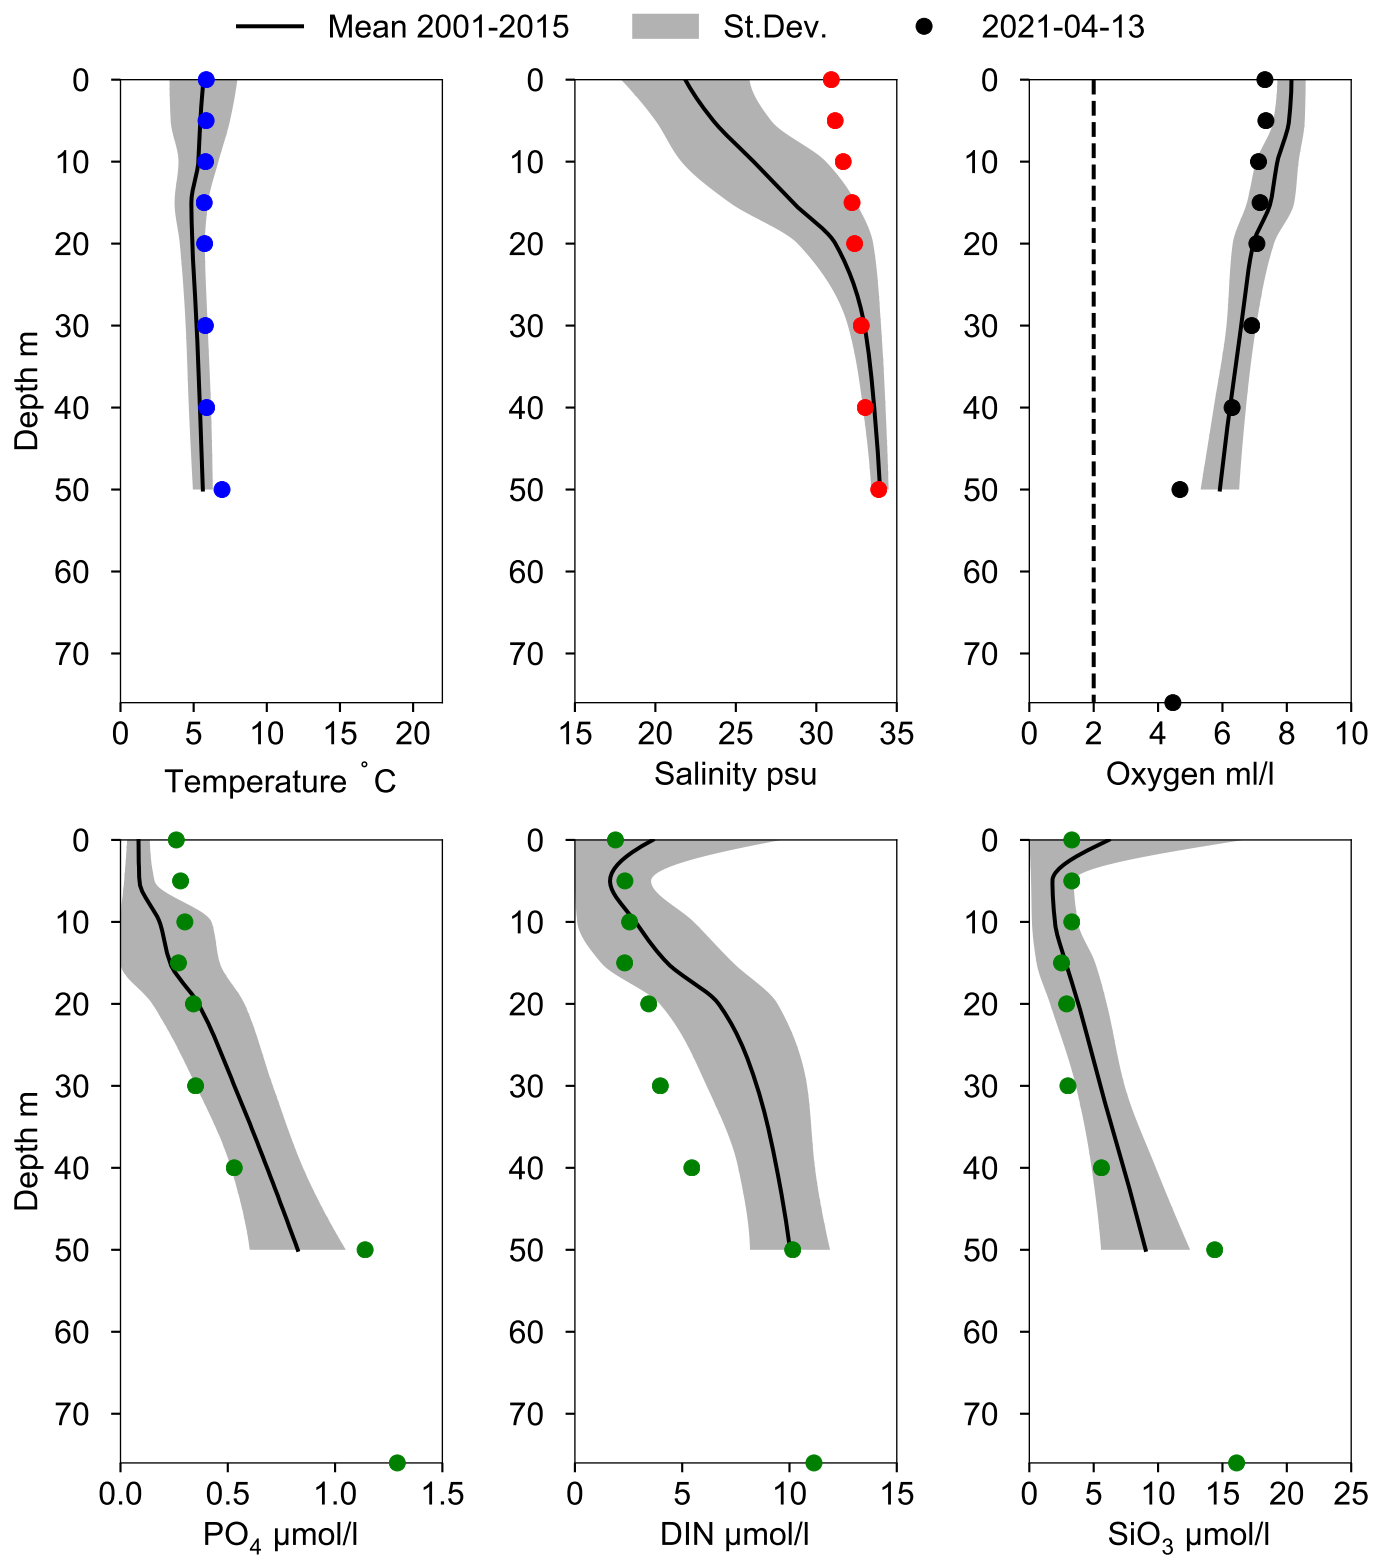 Mean 2001-2015 St.Dev. 2021-04-13
0 0 0
10 10 10
20 20 20
30 30 30
40 40 40
50 50 50
60 60 60
70 70 70
Depth m
0 5 10 15 20 15 20 25 30 35 0 2 4 6 8 10
Temperature °C Salinity psu Oxygen ml/l
0 0 0
10 10 10
20 20 20
30 30 30
40 40 40
50 50 50
60 60 60
70 70 70
Depth m
0.0 0.5 1.0 1.5 0 5 10 15 0 5 10 15 20 25
PO₄ µmol/l DIN µmol/l SiO₃ µmol/l